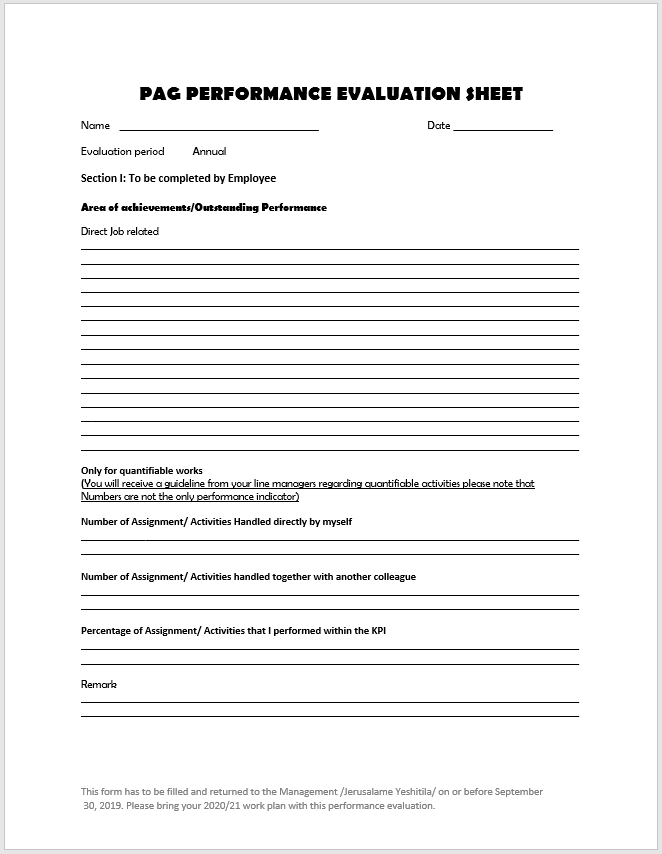 PAG PERFORMANCE EVALUATION SHEET
Name Date
Evaluation period Annual
Section I: To be completed by Employee
Area of achievements/Outstanding Performance
Direct Job related
Only for quantifiable works
(You will receive a guideline from your line managers regarding quantifiable activities please note that
Numbers are not the only performance indicator)
Number of Assignment/ Activities Handled directly by myself
Number of Assignment/ Activities handled together with another colleague
Percentage of Assignment/ Activities that I performed within the KPI
Remark
This form has to be filled and returned to the Management /Jerusalame Yeshitila/ on or before September
30, 2019. Please bring your 2020/21 work plan with this performance evaluation.